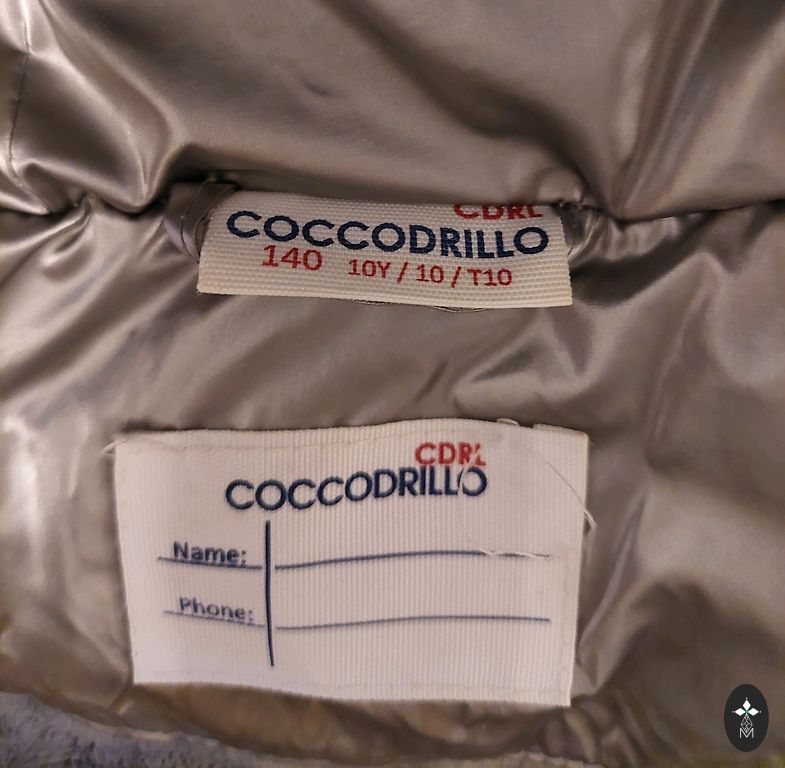 CDRL
COCCODRILLO
140 10Y / 10 / T10
CDRL
COCCODRILLO
Name:
Phone:
M